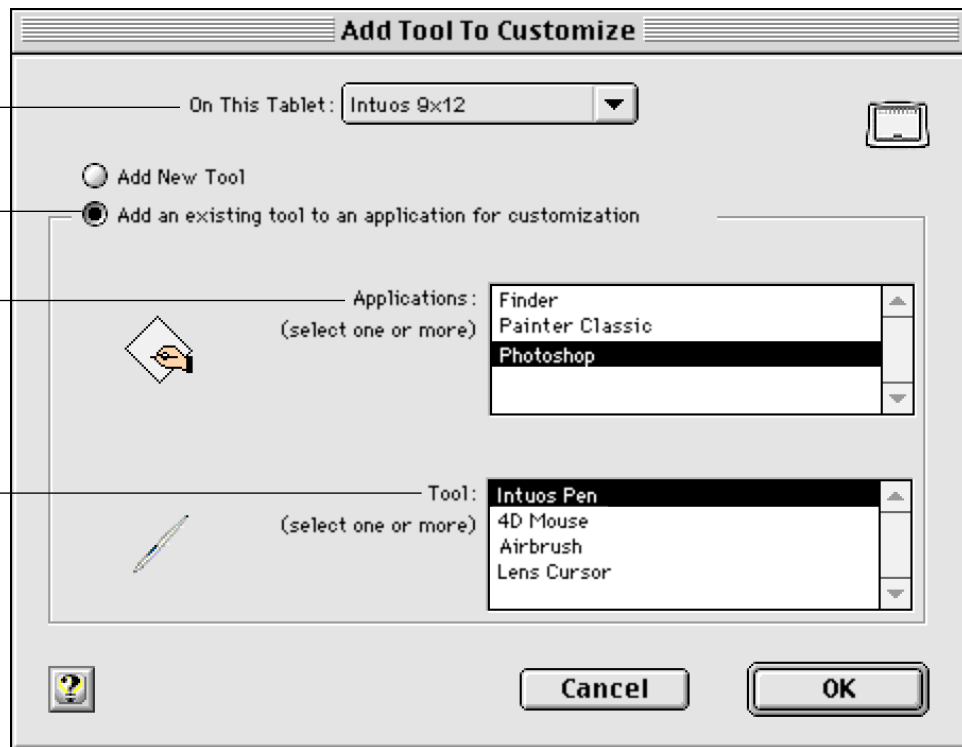 Add Tool To Customize
On This Tablet: Intuos 9x12
Add New Tool
Add an existing tool to an application for customization
Applications:
(select one or more)
Finder
Painter Classic
Photoshop
Tool:
(select one or more)
Intuos Pen
4D Mouse
Airbrush
Lens Cursor
?
Cancel
OK